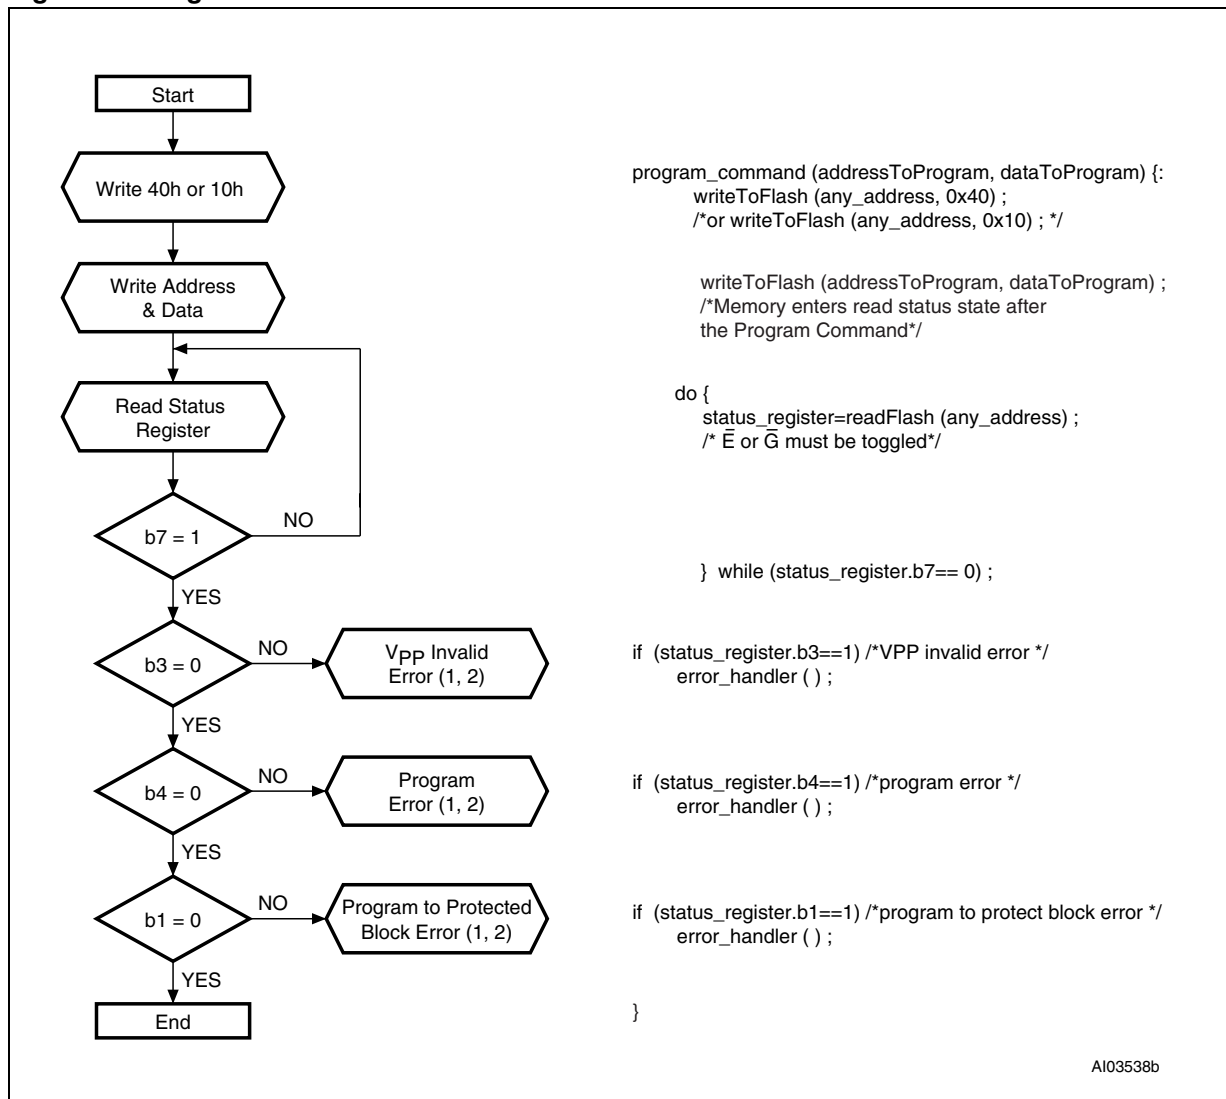 Start
Write 40h or 10h
Write Address
& Data
Read Status
Register
b7 = 1
NO
YES
b3 = 0
NO
VPP Invalid
Error (1, 2)
YES
b4 = 0
NO
Program
Error (1, 2)
YES
b1 = 0
NO
Program to Protected
Block Error (1, 2)
YES
End
program_command (addressToProgram, dataToProgram) {:
writeToFlash (any_address, 0x40) ;
/*or writeToFlash (any_address, 0x10) ; */
writeToFlash (addressToProgram, dataToProgram) ;
/*Memory enters read status state after
the Program Command*/
do {
status_register=readFlash (any_address) ;
/* E̅ or G̅ must be toggled*/
} while (status_register.b7== 0) ;
if (status_register.b3==1) /*VPP invalid error */
error_handler ( ) ;
if (status_register.b4==1) /*program error */
error_handler ( ) ;
if (status_register.b1==1) /*program to protect block error */
error_handler ( ) ;
}
AI03538b